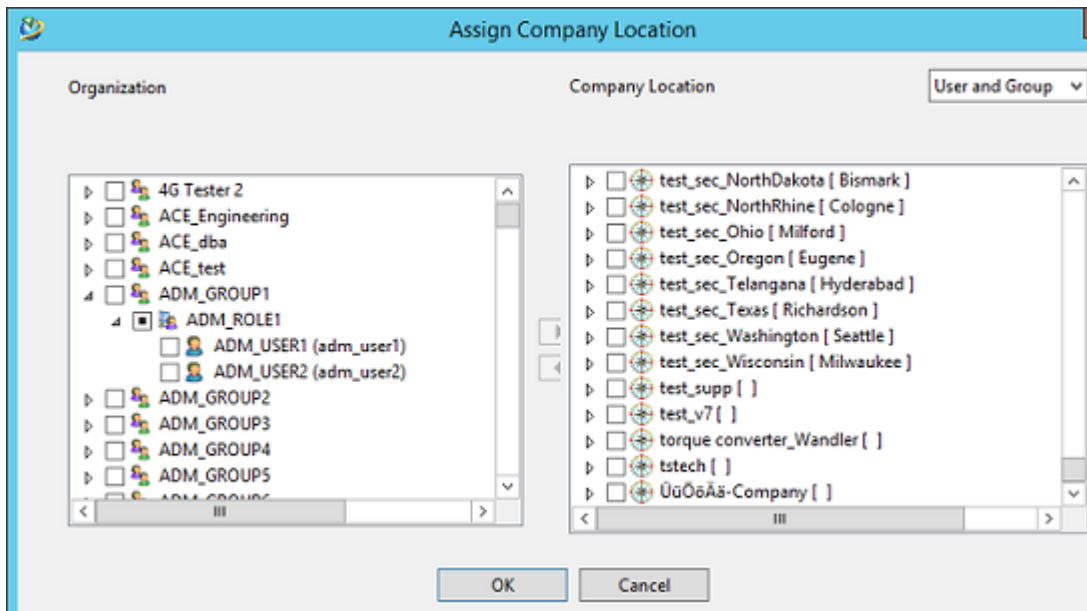 Assign Company Location
Organization
Company Location
User and Group
4G Tester 2
ACE_Engineering
ACE_dba
ACE_test
ADM_GROUP1
ADM_ROLE1
ADM_USER1 (adm_user1)
ADM_USER2 (adm_user2)
ADM_GROUP2
ADM_GROUP3
ADM_GROUP4
ADM_GROUP5
test_sec_NorthDakota [ Bismark ]
test_sec_NorthRhine [ Cologne ]
test_sec_Ohio [ Milford ]
test_sec_Oregon [ Eugene ]
test_sec_Telangana [ Hyderabad ]
test_sec_Texas [ Richardson ]
test_sec_Washington [ Seattle ]
test_sec_Wisconsin [ Milwaukee ]
test_supp [ ]
test_v7 [ ]
torque converter_Wandler [ ]
tstech [ ]
ÜüÖöÄä-Company [ ]
OK
Cancel